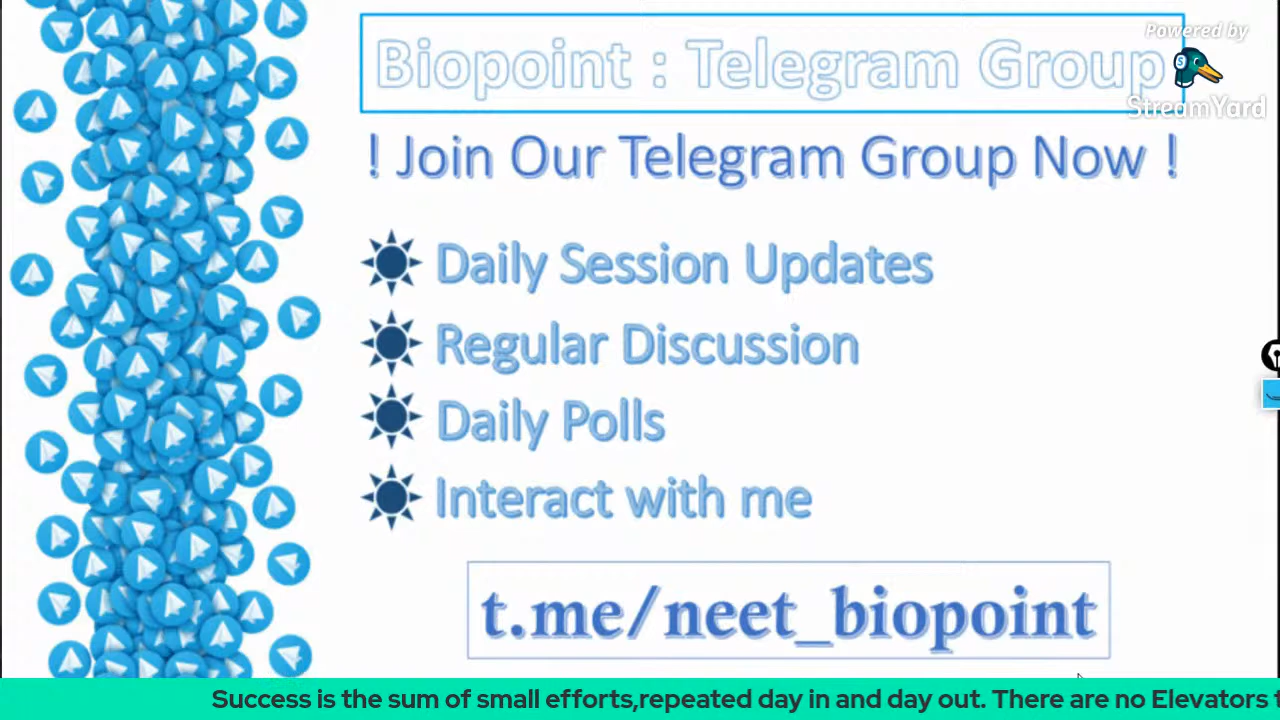 Powered by
Biopoint : Telegram Group
StreamYard
! Join Our Telegram Group Now !
Daily Session Updates
Regular Discussion
Daily Polls
Interact with me
t.me/neet_biopoint
Success is the sum of small efforts,repeated day in and day out. There are no Elevators t